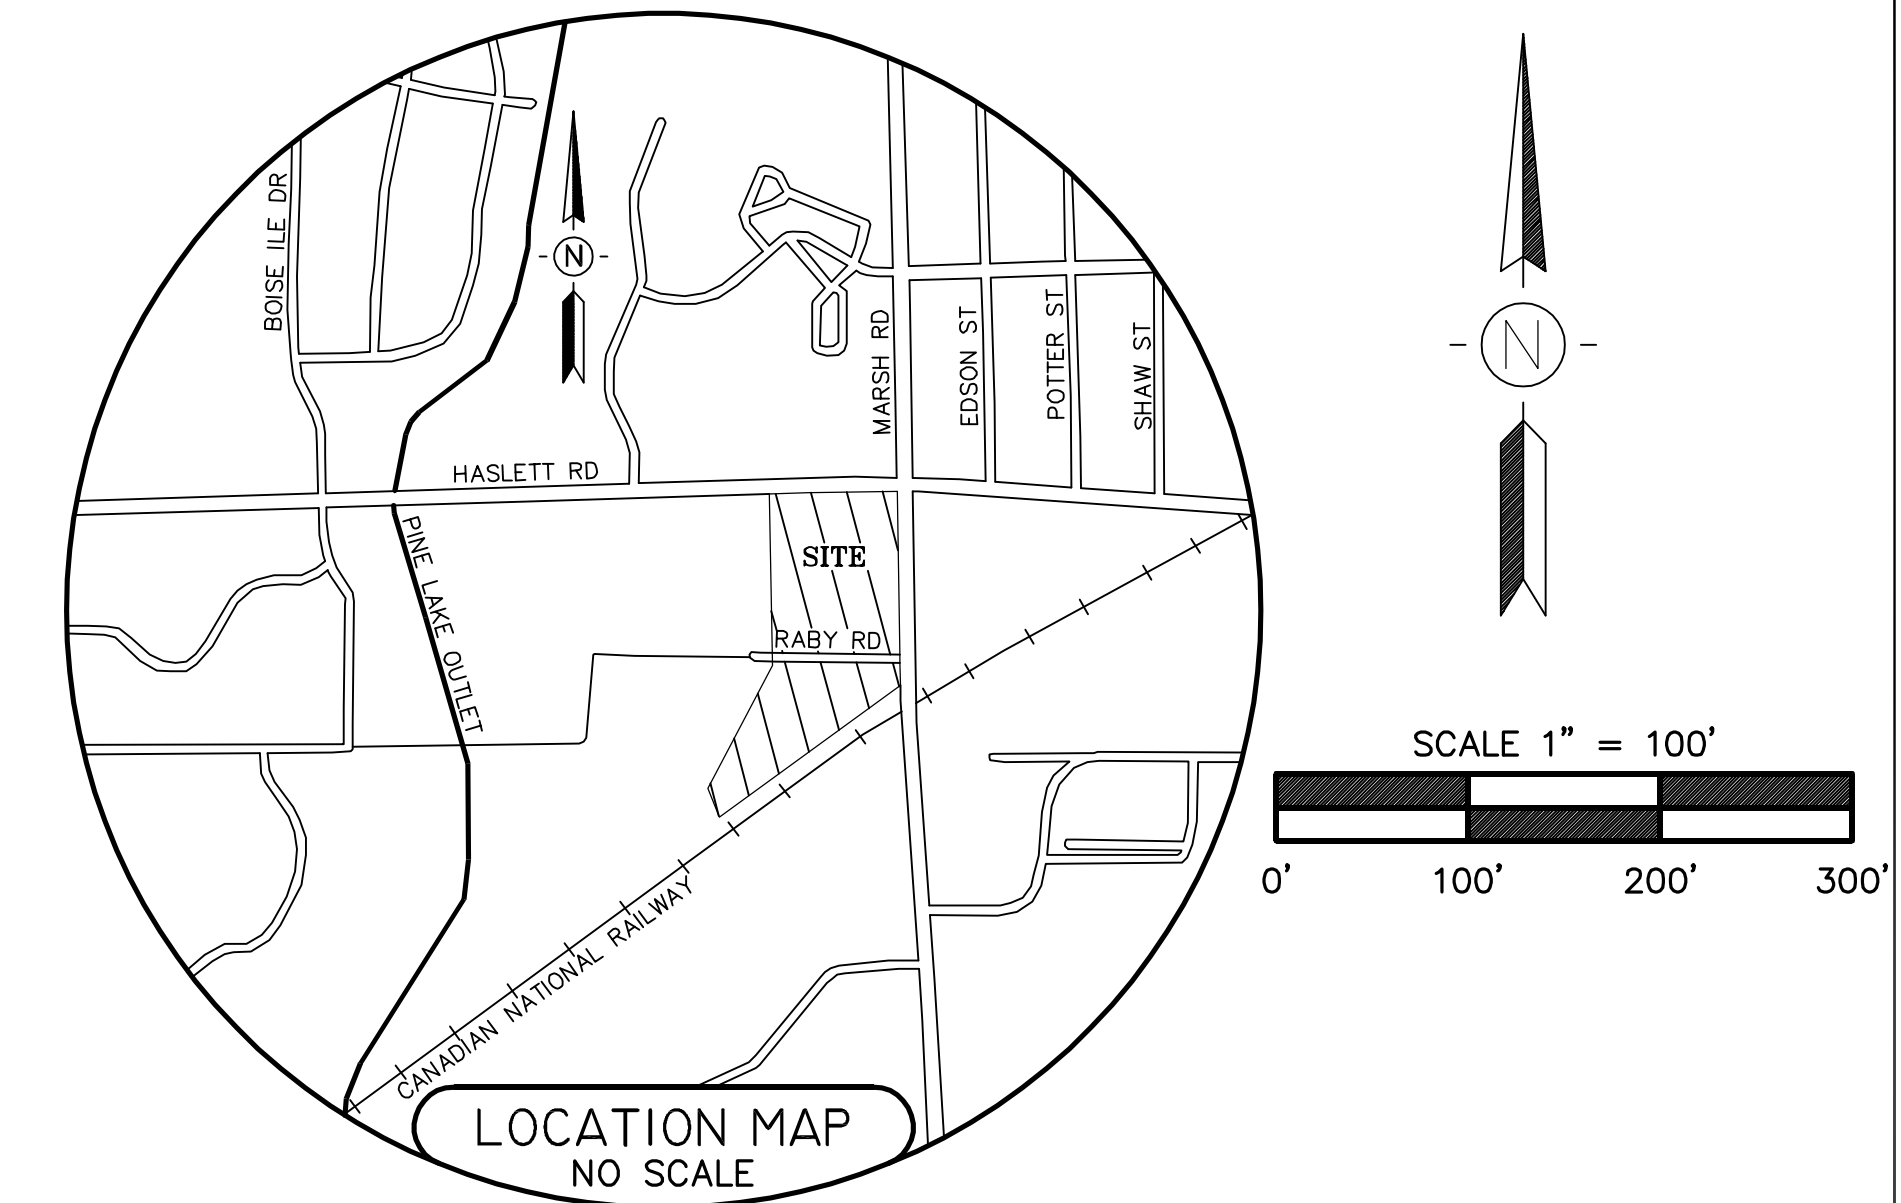 BOISE ILE DR
N
MARSH RD
EDSON ST
POTTER ST
SHAW ST
HASLETT RD
PINE LAKE OUTLET
SITE
RABY RD
CANADIAN NATIONAL RAILWAY
LOCATION MAP
NO SCALE
N
SCALE 1" = 100'
0' 100' 200' 300'